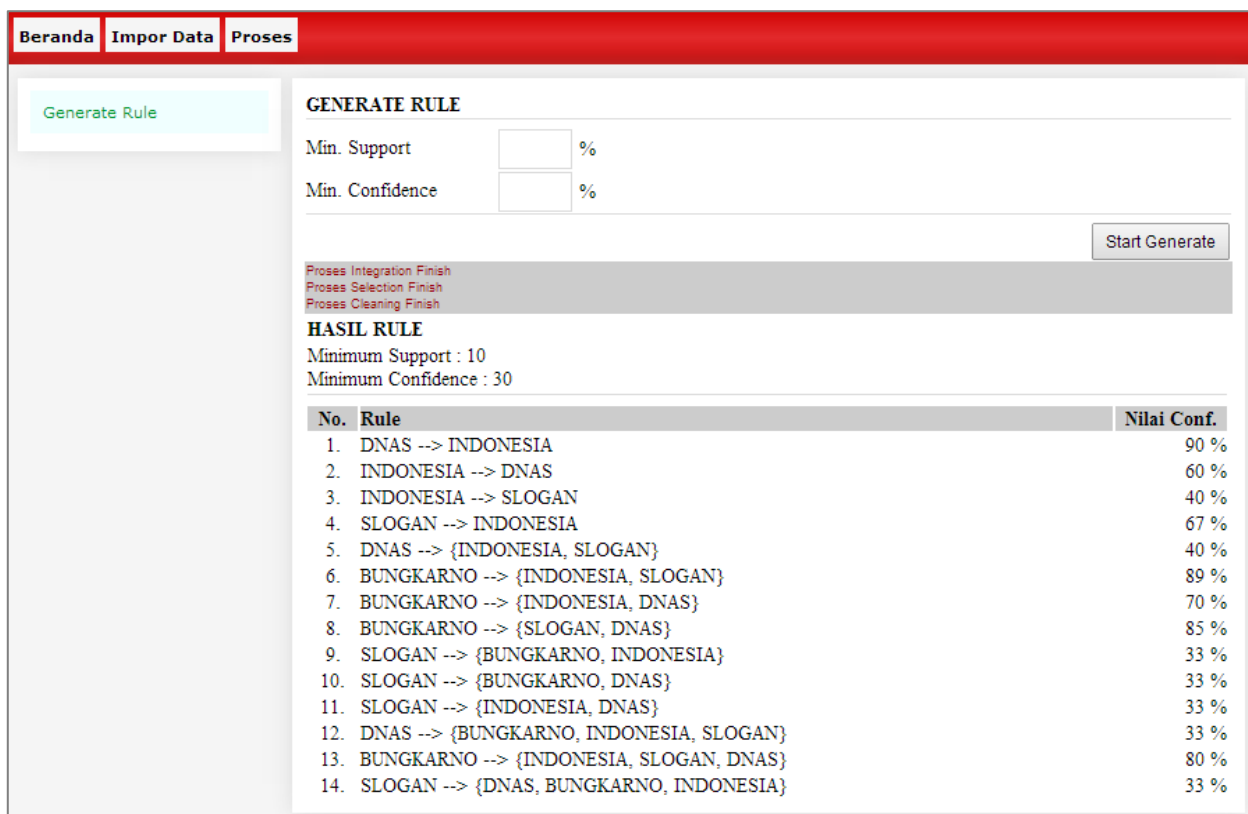 Beranda Impor Data Proses
Generate Rule
GENERATE RULE
Min. Support %
Min. Confidence %
Start Generate
Proses Integration Finish
Proses Selection Finish
Proses Cleaning Finish
HASIL RULE
Minimum Support : 10
Minimum Confidence : 30
No. Rule Nilai Conf.
1. DNAS --> INDONESIA 90 %
2. INDONESIA --> DNAS 60 %
3. INDONESIA --> SLOGAN 40 %
4. SLOGAN --> INDONESIA 67 %
5. DNAS --> {INDONESIA, SLOGAN} 40 %
6. BUNGKARNO --> {INDONESIA, SLOGAN} 89 %
7. BUNGKARNO --> {INDONESIA, DNAS} 70 %
8. BUNGKARNO --> {SLOGAN, DNAS} 85 %
9. SLOGAN --> {BUNGKARNO, INDONESIA} 33 %
10. SLOGAN --> {BUNGKARNO, DNAS} 33 %
11. SLOGAN --> {INDONESIA, DNAS} 33 %
12. DNAS --> {BUNGKARNO, INDONESIA, SLOGAN} 33 %
13. BUNGKARNO --> {INDONESIA, SLOGAN, DNAS} 80 %
14. SLOGAN --> {DNAS, BUNGKARNO, INDONESIA} 33 %